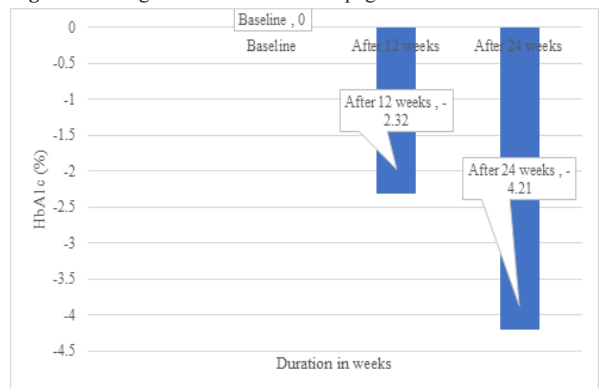 Baseline , 0
0
Baseline
After 12 weeks
After 24 weeks
-0.5
-1
After 12 weeks , -
2.32
-1.5
-2
After 24 weeks , -
4.21
-2.5
-3
-3.5
-4
-4.5
HbA1c (%)
Duration in weeks